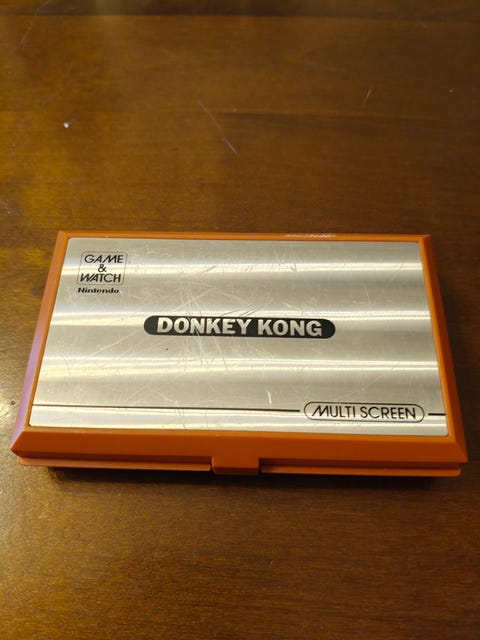 GAME
&
WATCH
Nintendo
DONKEY KONG
MULTI SCREEN